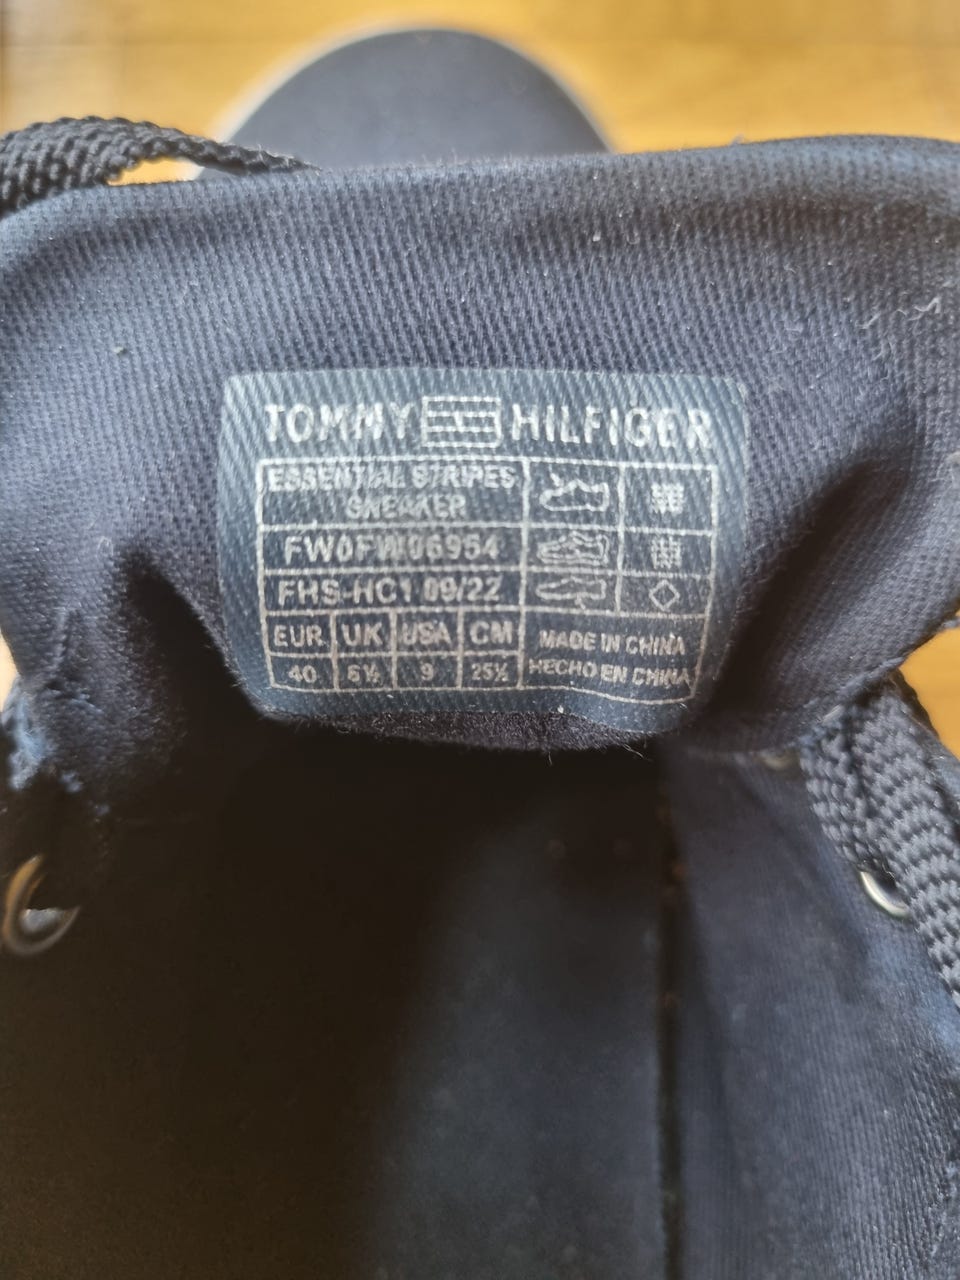 TOMMY HILFIGER
ESSENTIAL STRIPES
SNEAKER
FW0FW06954
FHS-HC1 09/22
EUR UK USA CM
40 6½ 9 25½
MADE IN CHINA
HECHO EN CHINA